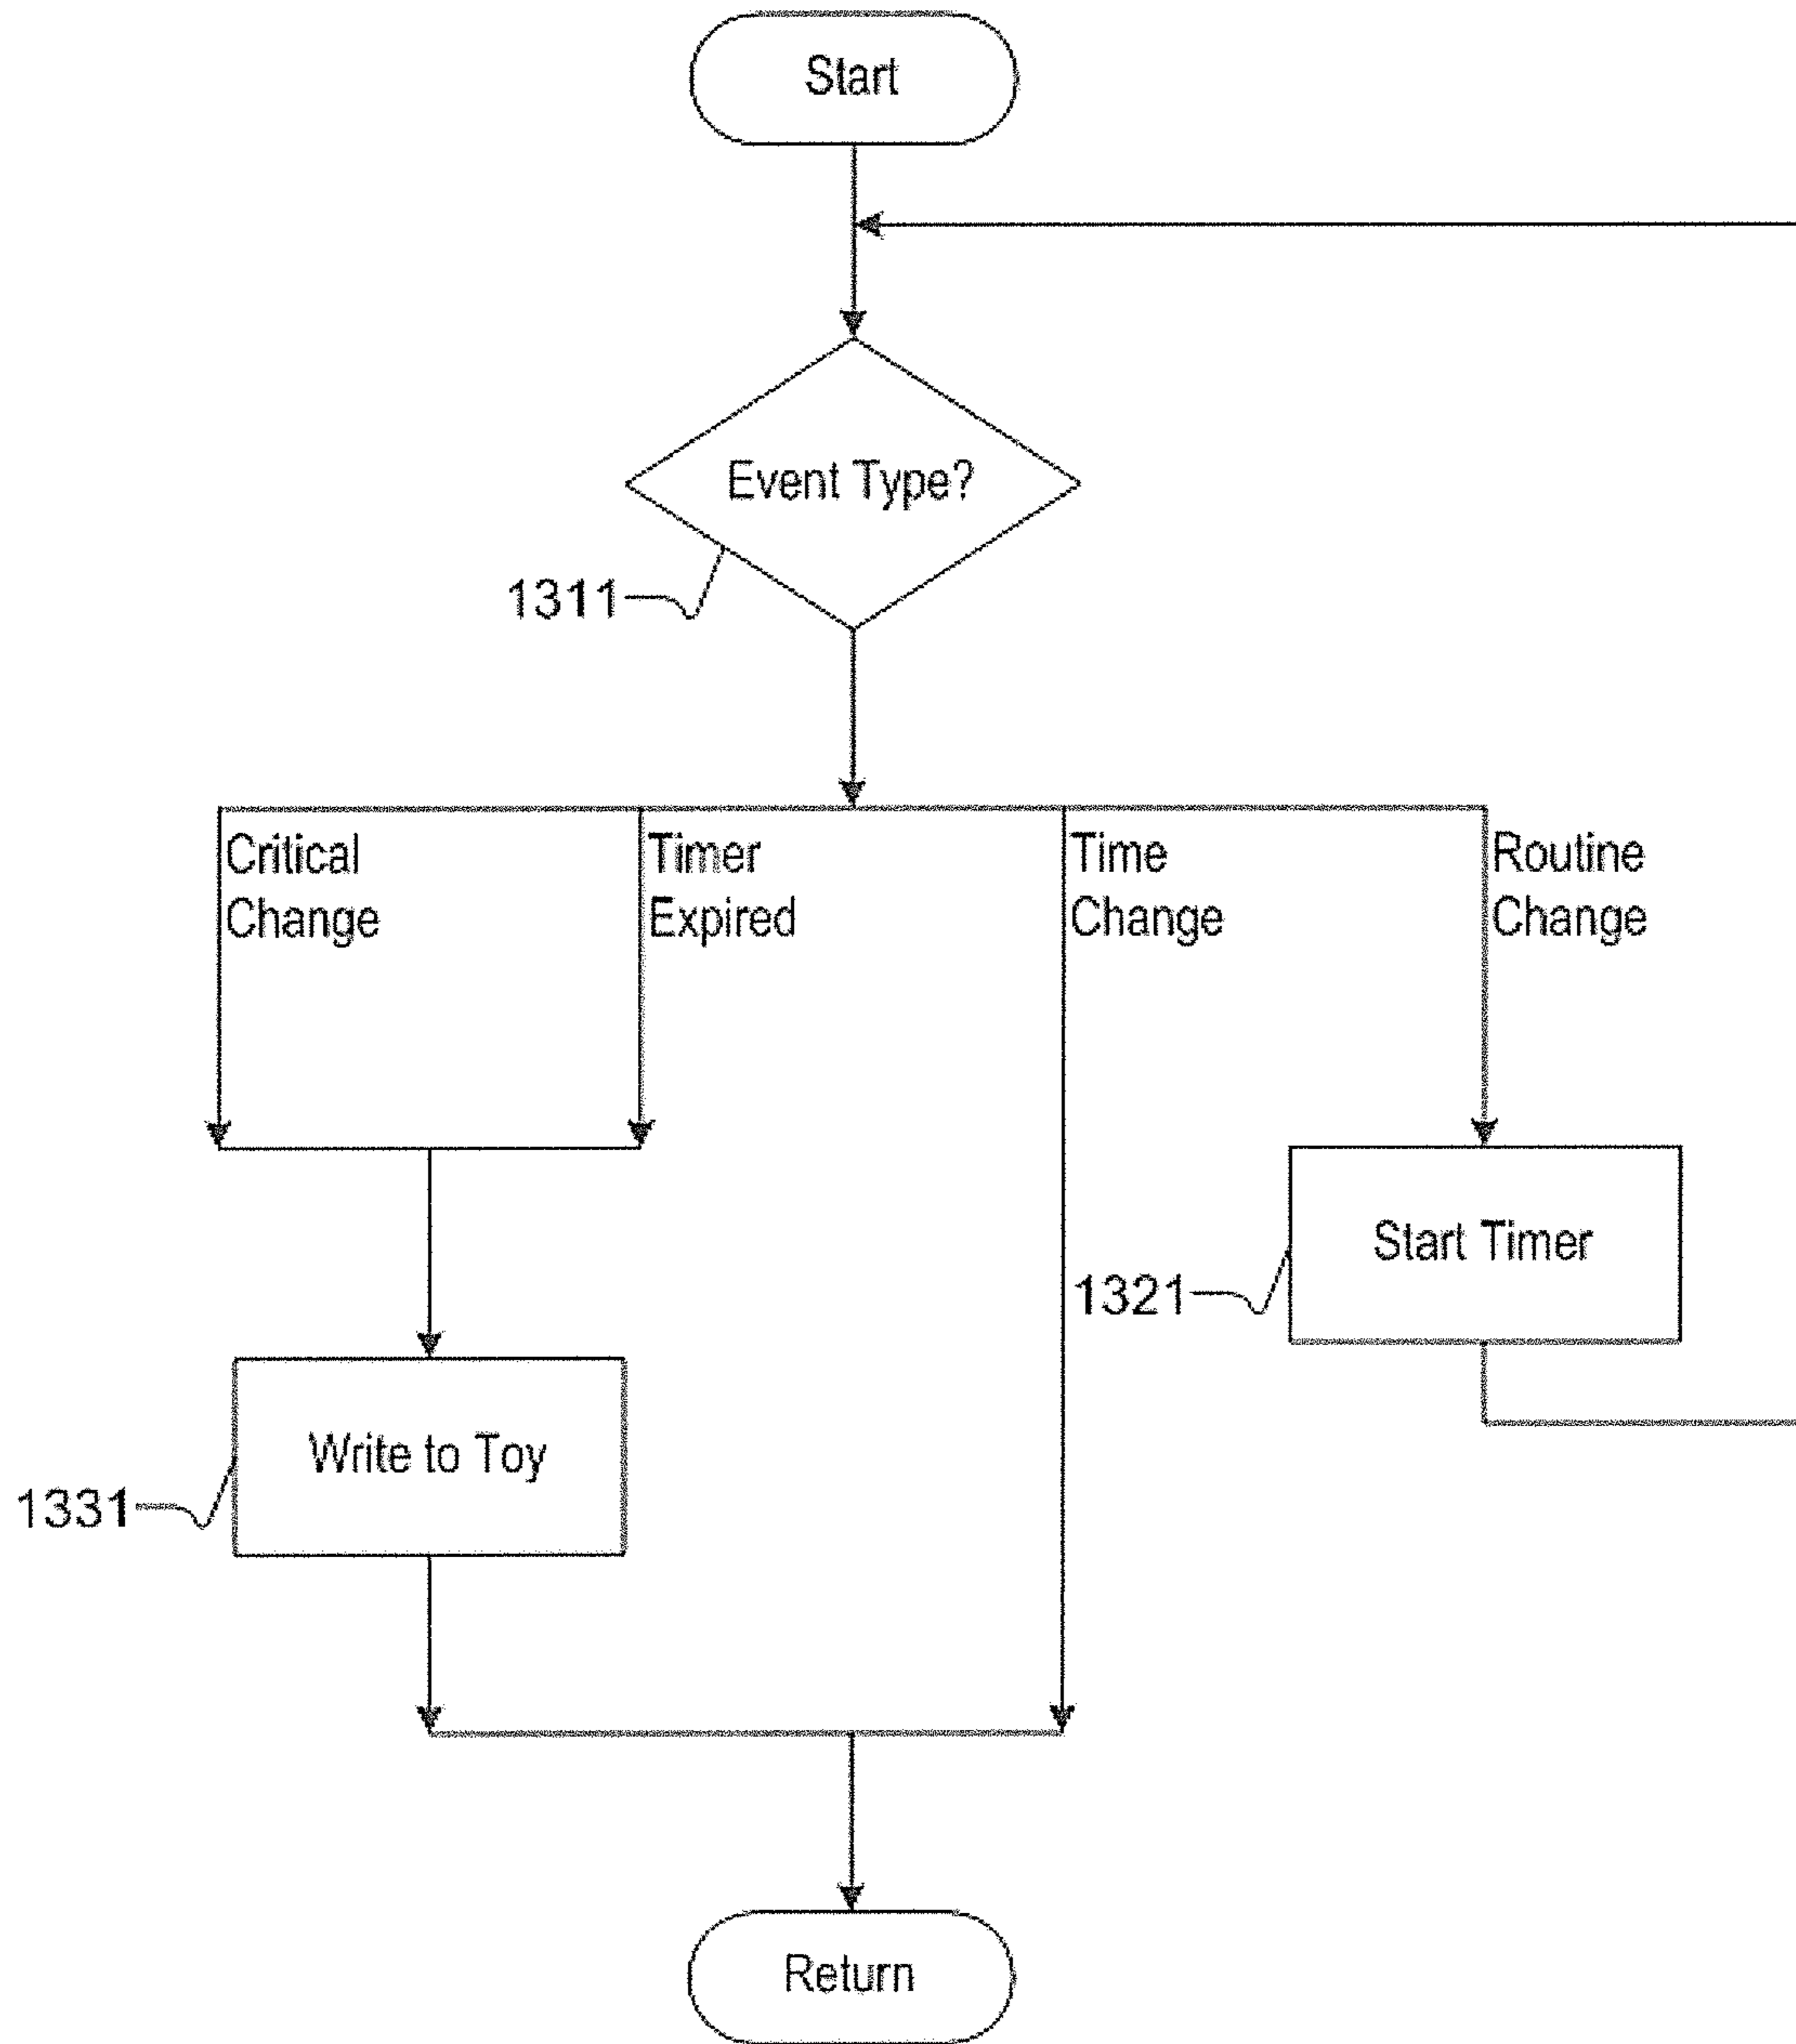 Start
Event Type?
1311
Critical
Change
Timer
Expired
Time
Change
Routine
Change
Start Timer
1321
Write to Toy
1331
Return